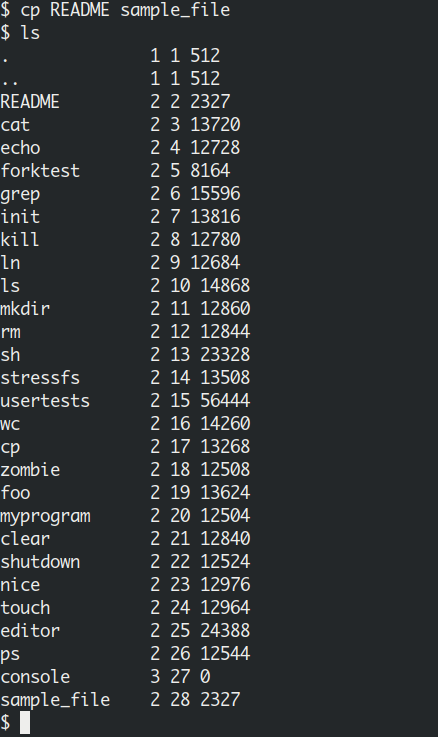 $ cp README sample_file
$ ls
.              1 1 512
..             1 1 512
README         2 2 2327
cat            2 3 13720
echo           2 4 12728
forktest       2 5 8164
grep           2 6 15596
init           2 7 13816
kill           2 8 12780
ln             2 9 12684
ls             2 10 14868
mkdir          2 11 12860
rm             2 12 12844
sh             2 13 23328
stressfs       2 14 13508
usertests      2 15 56444
wc             2 16 14260
cp             2 17 13268
zombie         2 18 12508
foo            2 19 13624
myprogram      2 20 12504
clear          2 21 12840
shutdown       2 22 12524
nice           2 23 12976
touch          2 24 12964
editor         2 25 24388
ps             2 26 12544
console        3 27 0
sample_file    2 28 2327
$